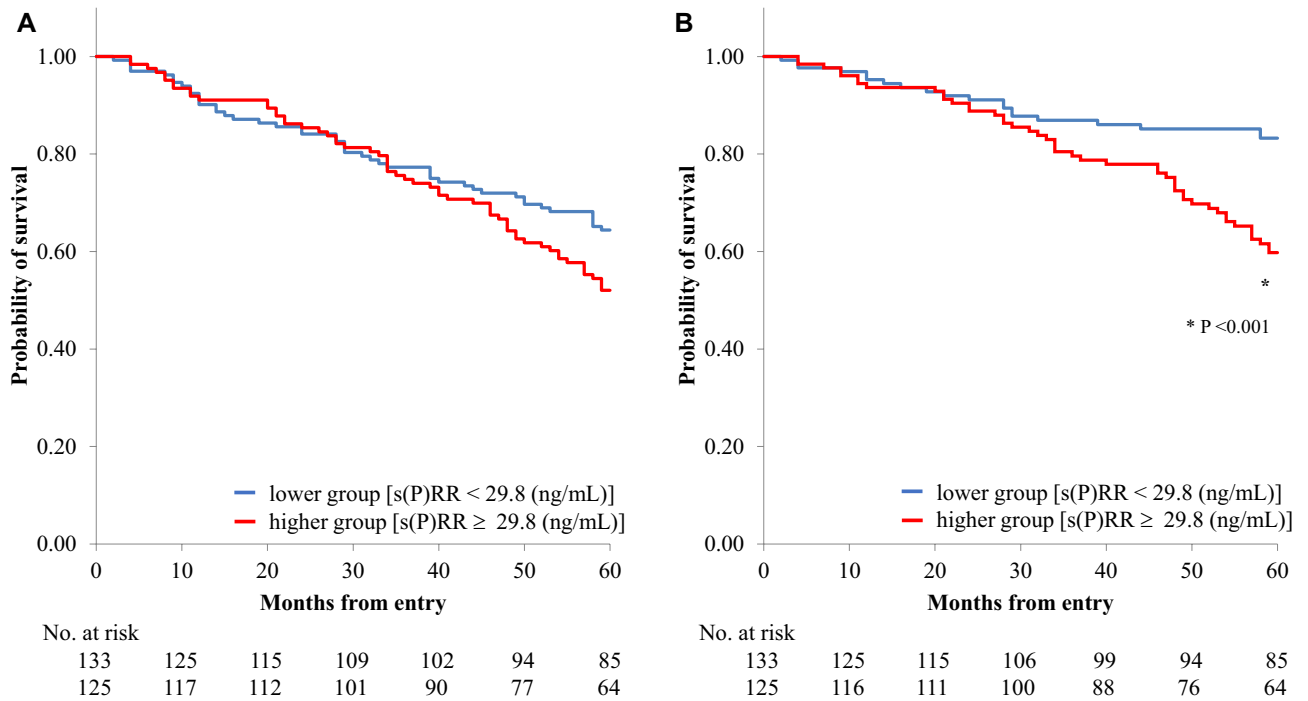 A
Probability of survival
1.00
0.80
0.60
0.40
0.20
0.00
lower group [s(P)RR < 29.8 (ng/mL)]
higher group [s(P)RR ≥ 29.8 (ng/mL)]
0 10 20 30 40 50 60
Months from entry
No. at risk
133 125 115 109 102 94 85
125 117 112 101 90 77 64
B
Probability of survival
1.00
0.80
0.60
0.40
0.20
0.00
*
* P <0.001
lower group [s(P)RR < 29.8 (ng/mL)]
higher group [s(P)RR ≥ 29.8 (ng/mL)]
0 10 20 30 40 50 60
Months from entry
No. at risk
133 125 115 106 99 94 85
125 116 111 100 88 76 64